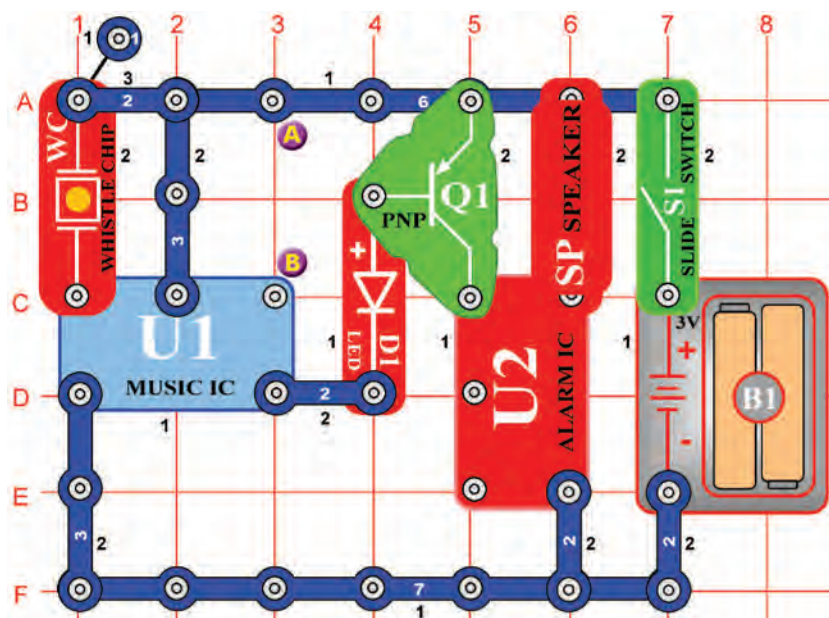 1 2 3 4 5 6 7 8
1 1
3 1
A 2 6
WC WHISTLE CHIP 2 2 A 2 SP SPEAKER 2 S1 SLIDE SWITCH 2
B PNP Q1
3 B +
C 3V
U1 1 D1 LED 1 U2 ALARM IC 1 +
MUSIC IC B1
D 2 -
1 2
E
3 2 2 2 2 2
F 7
1